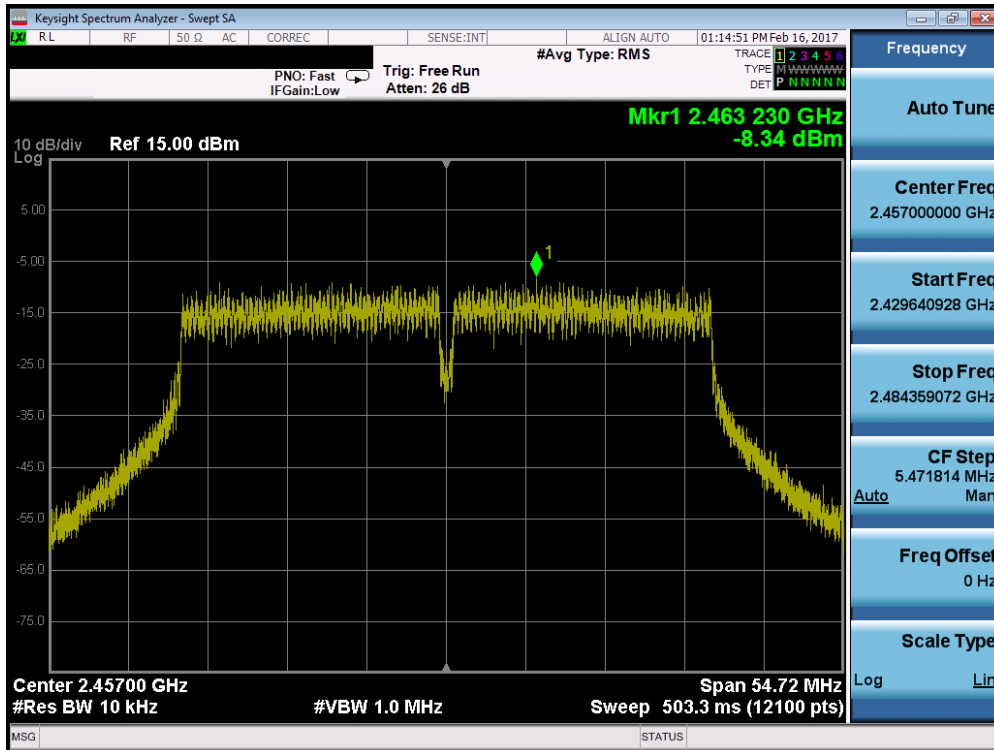 Keysight Spectrum Analyzer - Swept SA
LXI RL RF 50 Ω AC CORREC SENSE:INT ALIGN AUTO 01:14:51 PM Feb 16, 2017
#Avg Type: RMS
TRACE 1 2 3 4 5 6
PNO: Fast Trig: Free Run
TYPE M WWWWW
IFGain:Low Atten: 26 dB
DET P N N N N N
Mkr1 2.463 230 GHz
-8.34 dBm
10 dB/div Ref 15.00 dBm
Log
5.00
-5.00
1
-15.0
-25.0
-35.0
-45.0
-55.0
-65.0
-75.0
Center 2.45700 GHz Span 54.72 MHz
#Res BW 10 kHz #VBW 1.0 MHz Sweep 503.3 ms (12100 pts)
MSG STATUS
Frequency
Auto Tune
Center Freq
2.457000000 GHz
Start Freq
2.429640928 GHz
Stop Freq
2.484359072 GHz
CF Step
5.471814 MHz
Auto Man
Freq Offset
0 Hz
Scale Type
Log Lin